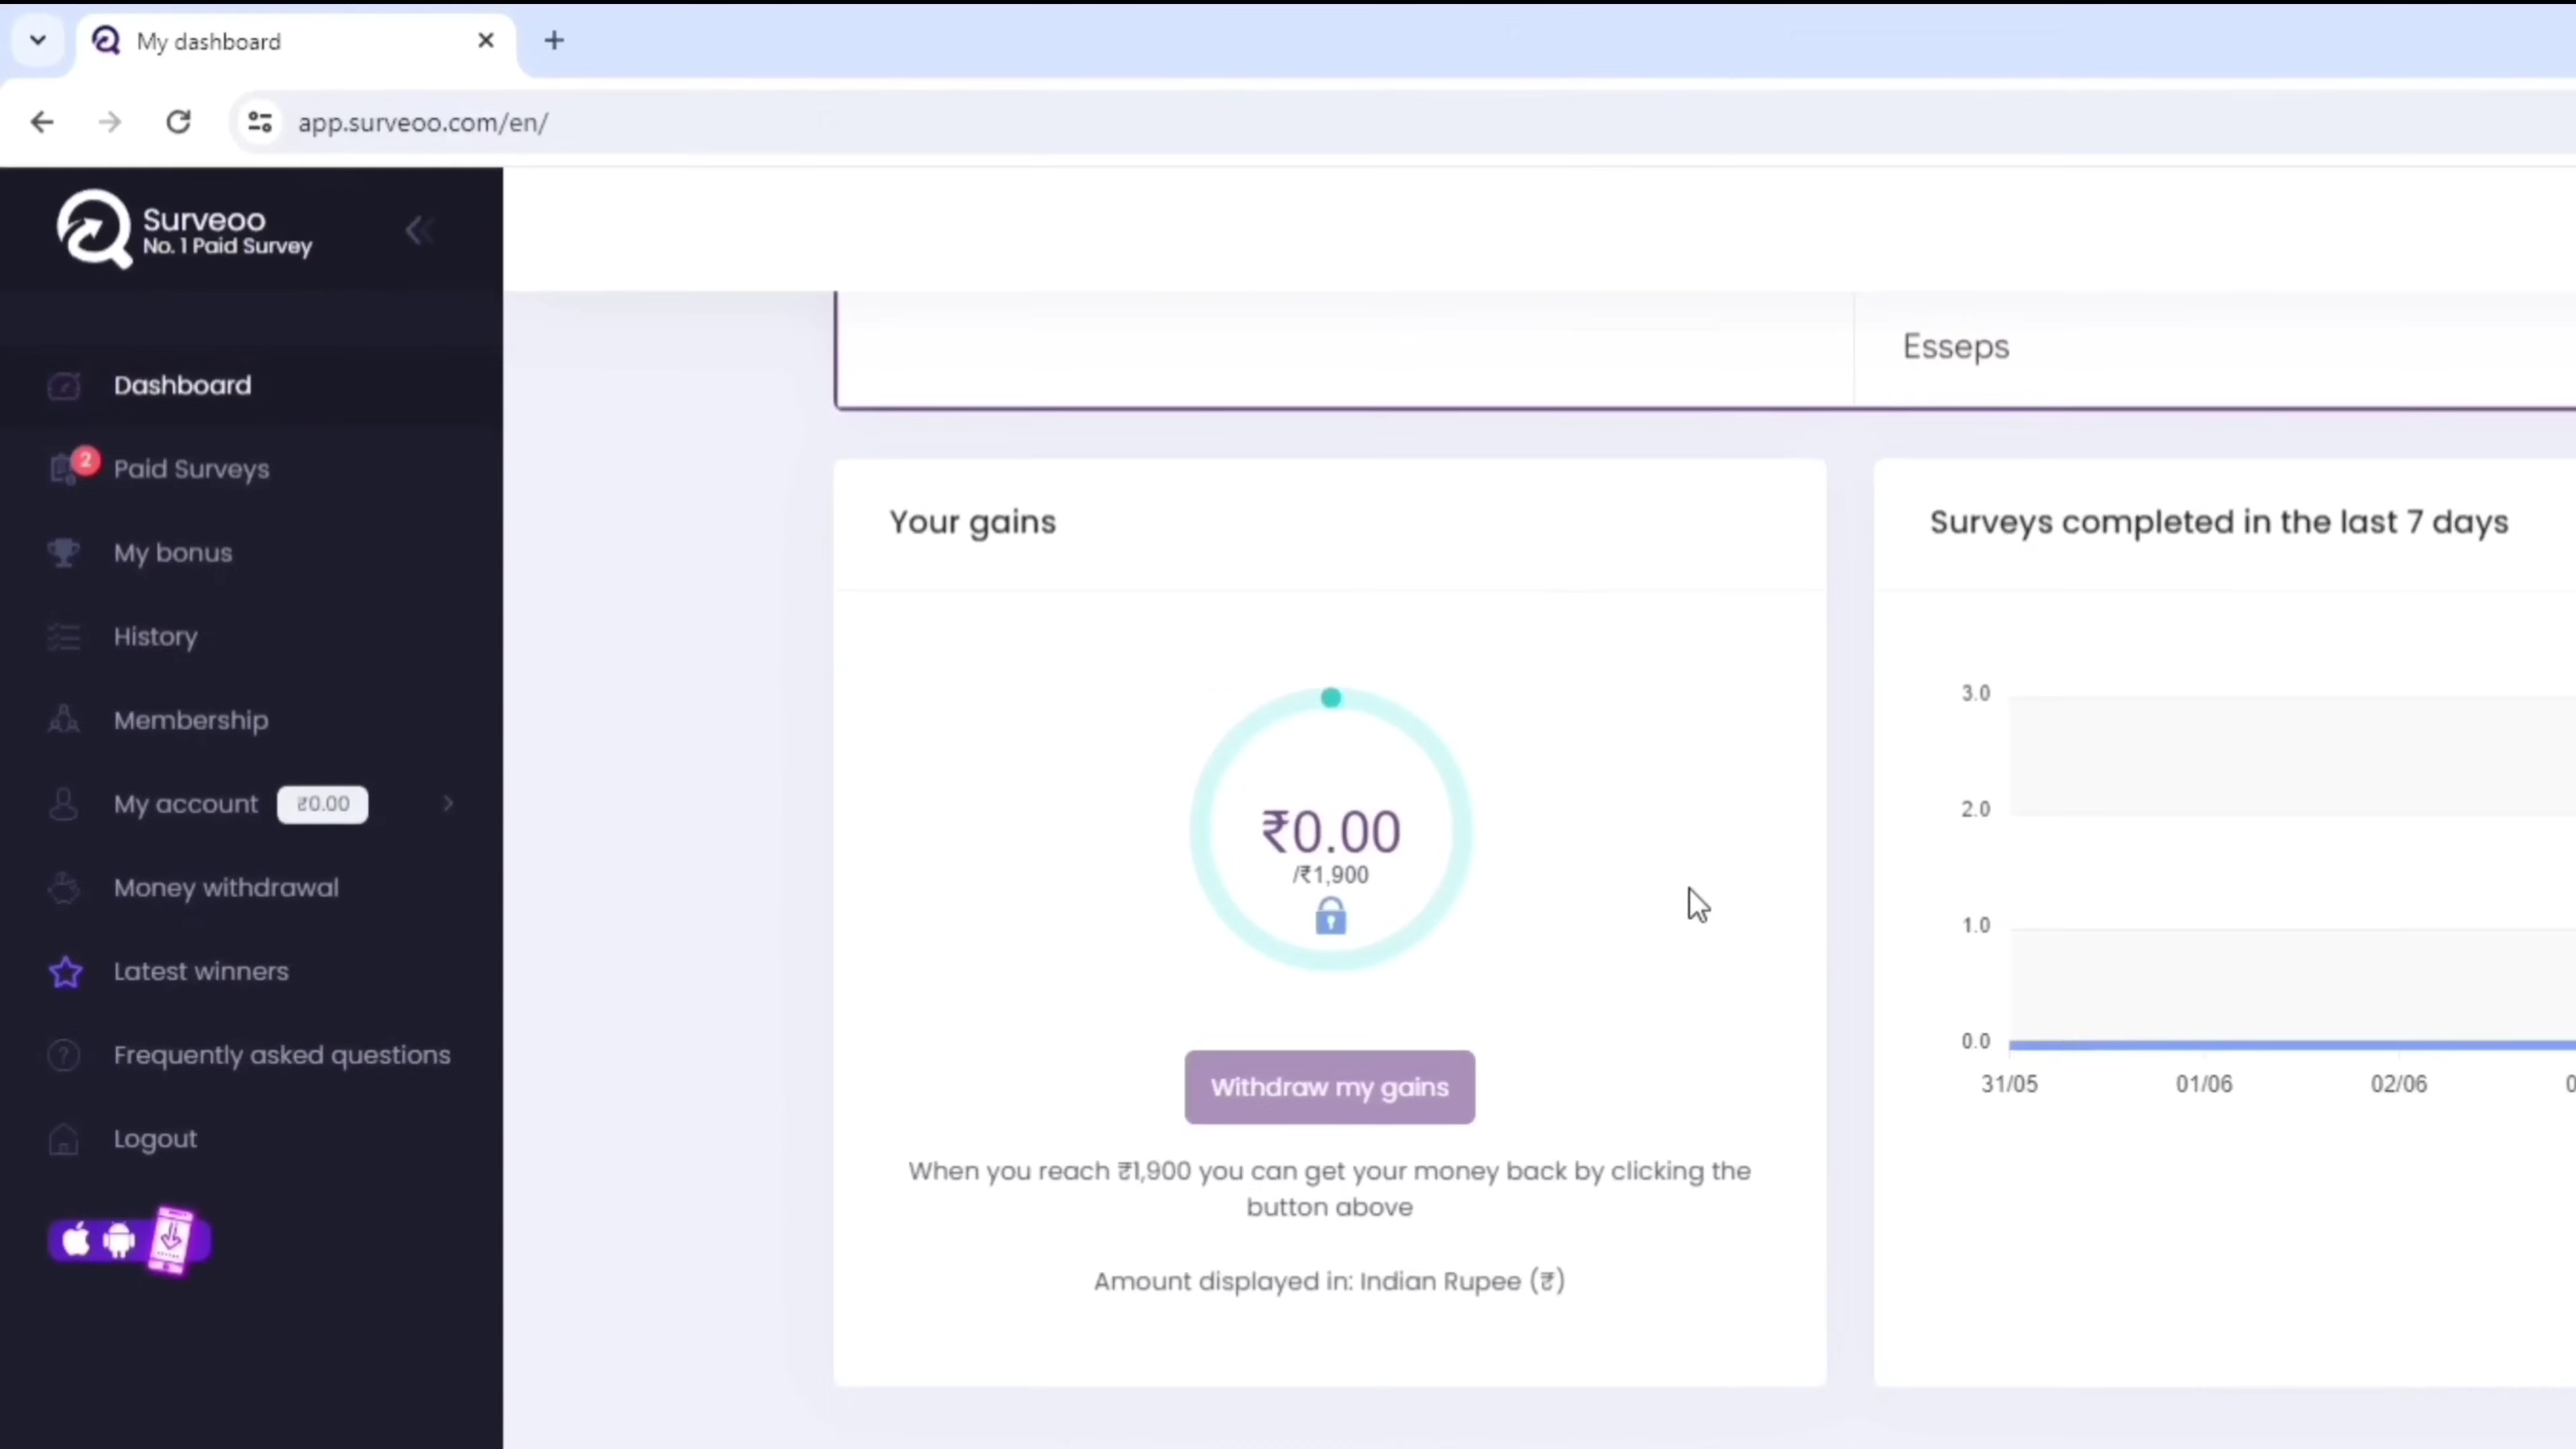 My dashboard
app.surveoo.com/en/
Surveoo
No. 1 Paid Survey
Dashboard
2
Paid Surveys
My bonus
History
Membership
My account
₹0.00
Money withdrawal
Latest winners
Frequently asked questions
Logout
Esseps
Your gains
₹0.00
/₹1,900
Withdraw my gains
When you reach ₹1,900 you can get your money back by clicking the
button above
Amount displayed in: Indian Rupee (₹)
Surveys completed in the last 7 days
3.0
2.0
1.0
0.0
31/05 01/06 02/06